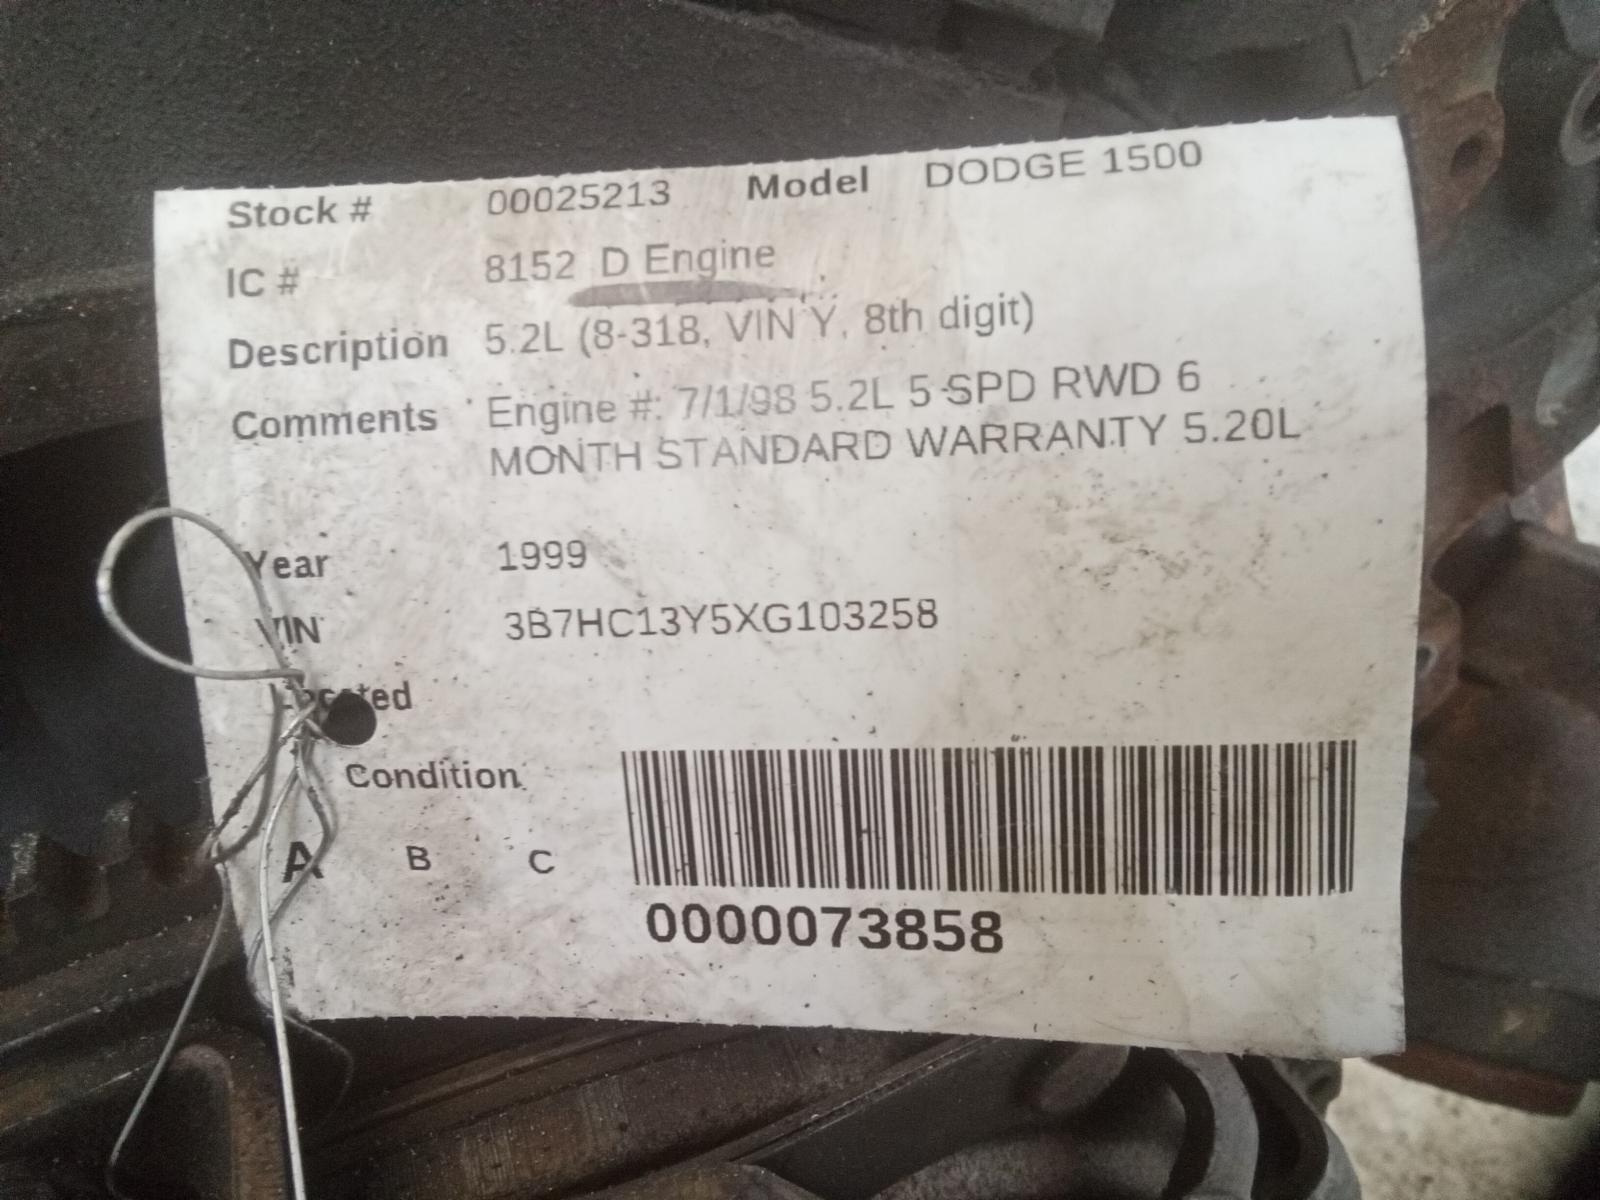 Stock # 00025213 Model DODGE 1500
IC # 8152 D Engine
Description 5.2L (8-318, VIN Y, 8th digit)
Comments Engine #: 7/1/98 5.2L 5 SPD RWD 6
MONTH STANDARD WARRANTY 5.20L
Year 1999
VIN 3B7HC13Y5XG103258
Located
Condition
A B C
0000073858